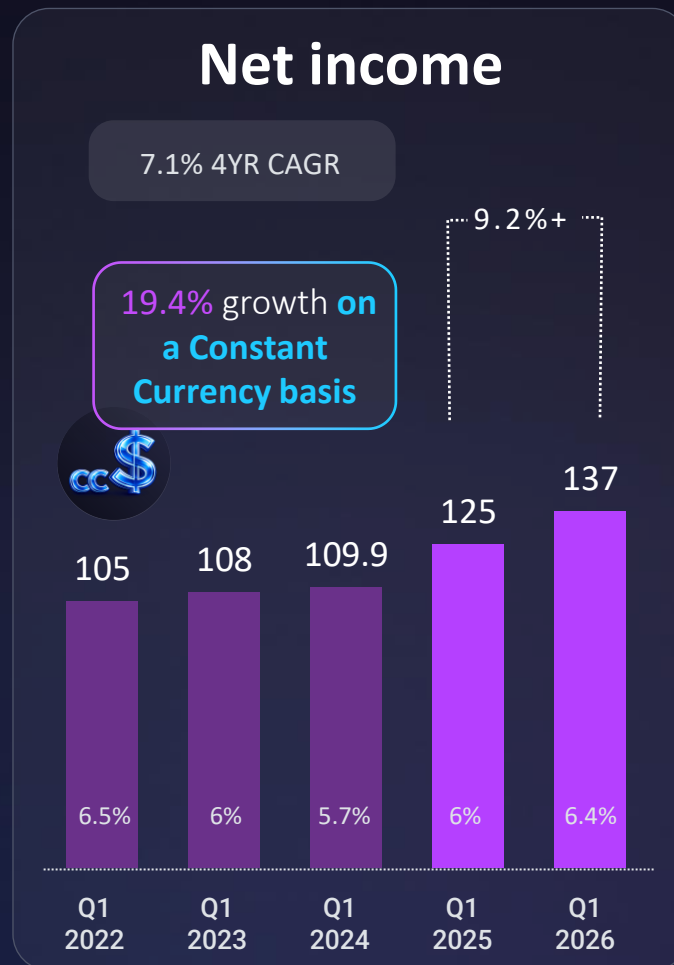 Net income
7.1% 4YR CAGR
9.2%+
19.4% growth on
a Constant
Currency basis
cc$
105
108
109.9
125
137
6.5%
6%
5.7%
6%
6.4%
Q1
2022
Q1
2023
Q1
2024
Q1
2025
Q1
2026